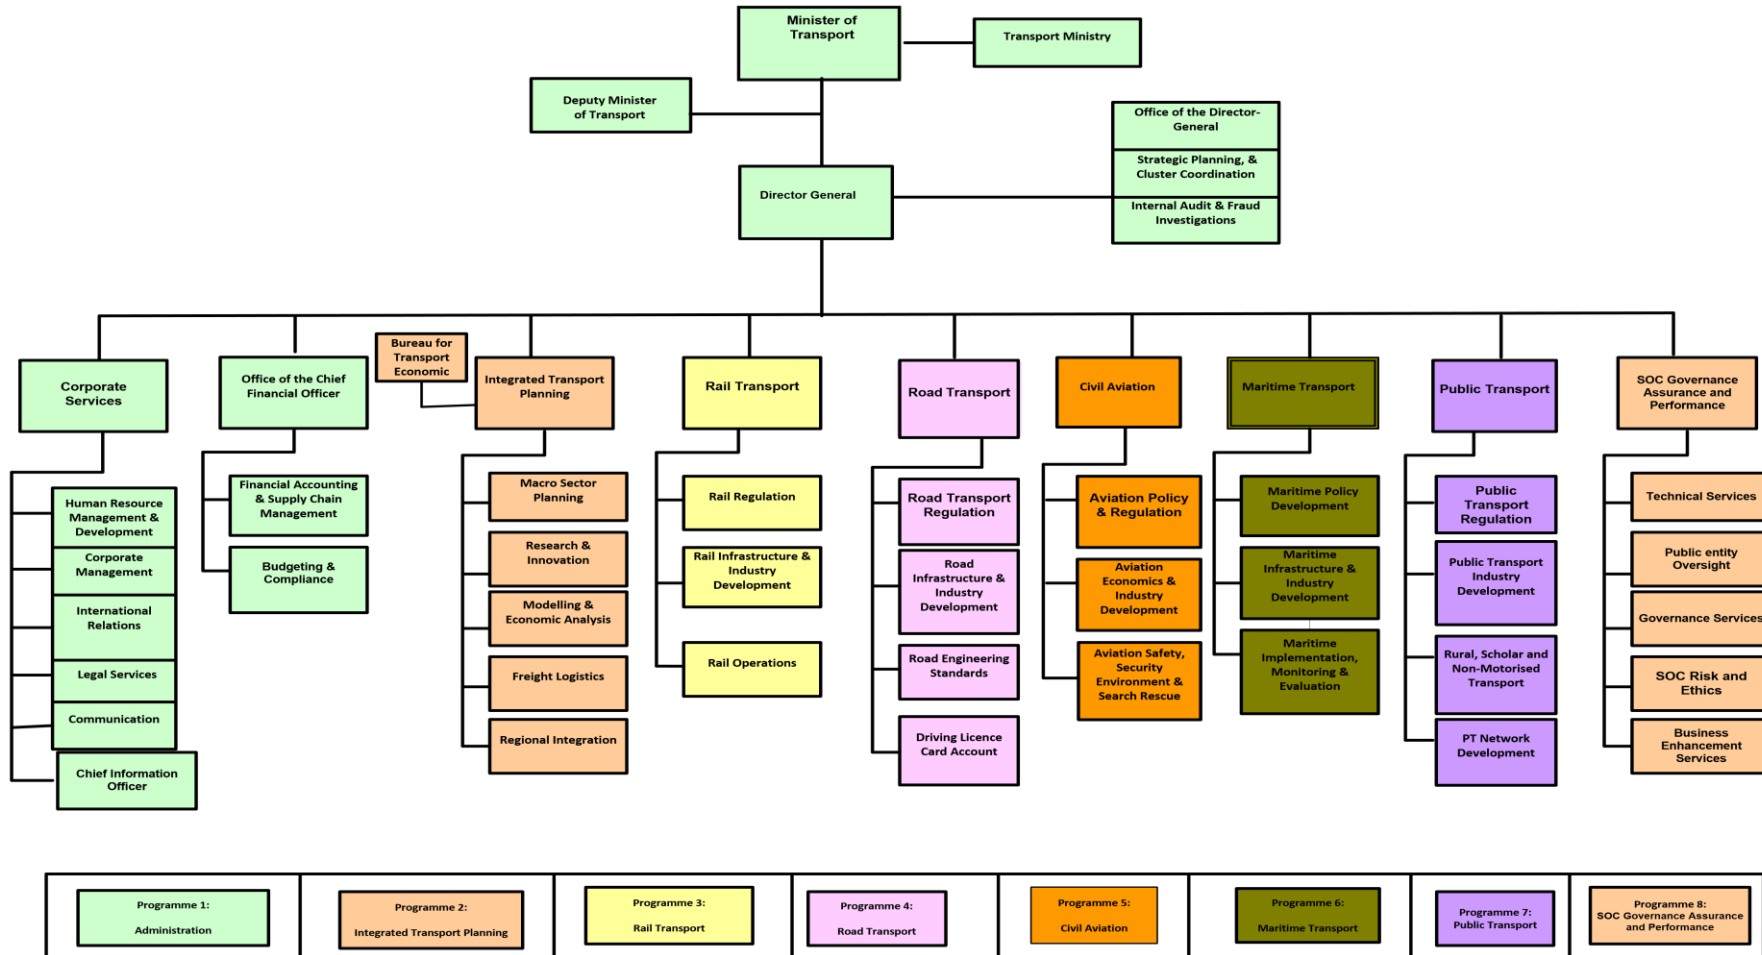 Minister of
Transport
Transport Ministry
Deputy Minister
of Transport
Office of the Director-
General
Strategic Planning, &
Cluster Coordination
Internal Audit & Fraud
Investigations
Director General
Corporate
Services
Office of the Chief
Financial Officer
Bureau for
Transport
Economic
Integrated Transport
Planning
Rail Transport
Road Transport
Civil Aviation
Maritime Transport
Public Transport
SOC Governance
Assurance and
Performance
Human Resource
Management &
Development
Corporate
Management
International
Relations
Legal Services
Communication
Chief Information
Officer
Financial Accounting
& Supply Chain
Management
Budgeting &
Compliance
Macro Sector
Planning
Research &
Innovation
Modelling &
Economic Analysis
Freight Logistics
Regional Integration
Rail Regulation
Rail Infrastructure &
Industry
Development
Rail Operations
Road Transport
Regulation
Road
Infrastructure &
Industry
Development
Road Engineering
Standards
Driving Licence
Card Account
Aviation Policy
& Regulation
Aviation
Economics &
Industry
Development
Aviation Safety,
Security
Environment &
Search Rescue
Maritime Policy
Development
Maritime
Infrastructure &
Industry
Development
Maritime
Implementation,
Monitoring &
Evaluation
Public
Transport
Regulation
Public Transport
Industry
Development
Rural, Scholar and
Non-Motorised
Transport
PT Network
Development
Technical Services
Public entity
Oversight
Governance Services
SOC Risk and
Ethics
Business
Enhancement
Services
Programme 1:
Administration
Programme 2:
Integrated Transport Planning
Programme 3:
Rail Transport
Programme 4:
Road Transport
Programme 5:
Civil Aviation
Programme 6:
Maritime Transport
Programme 7:
Public Transport
Programme 8:
SOC Governance Assurance
and Performance